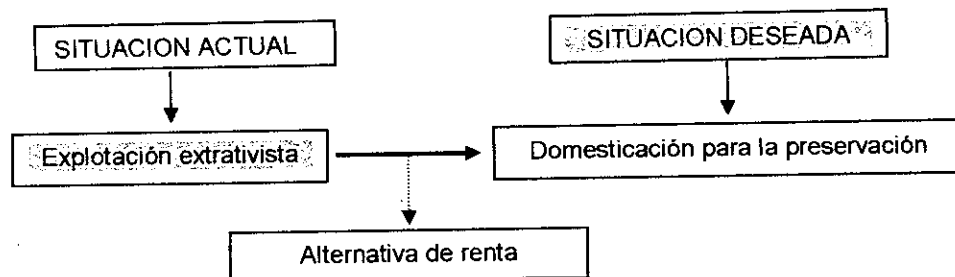 SITUACION ACTUAL
SITUACION DESEADA
Explotación extrativista
Domesticación para la preservación
Alternativa de renta